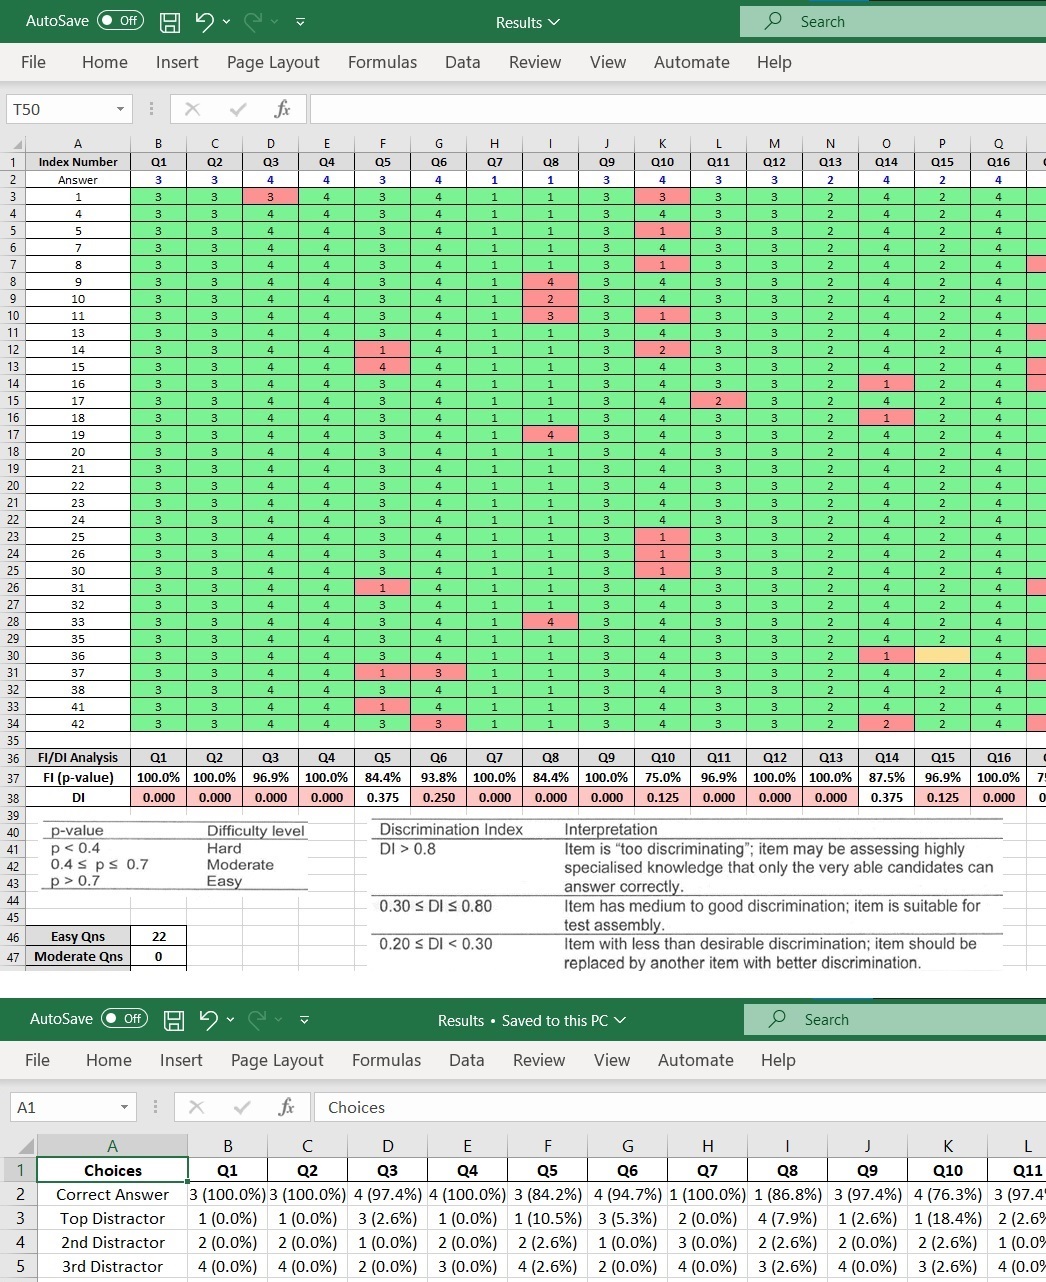 AutoSave Off Results Search
File Home Insert Page Layout Formulas Data Review View Automate Help
T50 fx
A B C D E F G H I J K L M N O P Q
1 Index Number Q1 Q2 Q3 Q4 Q5 Q6 Q7 Q8 Q9 Q10 Q11 Q12 Q13 Q14 Q15 Q16
2 Answer 3 3 4 4 3 4 1 1 3 4 3 3 2 4 2 4
3 1 3 3 3 4 3 4 1 1 3 3 3 3 2 4 2 4
4 4 3 3 4 4 3 4 1 1 3 4 3 3 2 4 2 4
5 5 3 3 4 4 3 4 1 1 3 1 3 3 2 4 2 4
6 7 3 3 4 4 3 4 1 1 3 4 3 3 2 4 2 4
7 8 3 3 4 4 3 4 1 1 3 1 3 3 2 4 2 4
8 9 3 3 4 4 3 4 1 4 3 4 3 3 2 4 2 4
9 10 3 3 4 4 3 4 1 2 3 4 3 3 2 4 2 4
10 11 3 3 4 4 3 4 1 3 3 1 3 3 2 4 2 4
11 13 3 3 4 4 3 4 1 1 3 4 3 3 2 4 2 4
12 14 3 3 4 4 1 4 1 1 3 2 3 3 2 4 2 4
13 15 3 3 4 4 4 4 1 1 3 4 3 3 2 4 2 4
14 16 3 3 4 4 3 4 1 1 3 4 3 3 2 1 2 4
15 17 3 3 4 4 3 4 1 1 3 4 2 3 2 4 2 4
16 18 3 3 4 4 3 4 1 1 3 4 3 3 2 1 2 4
17 19 3 3 4 4 3 4 1 4 3 4 3 3 2 4 2 4
18 20 3 3 4 4 3 4 1 1 3 4 3 3 2 4 2 4
19 21 3 3 4 4 3 4 1 1 3 4 3 3 2 4 2 4
20 22 3 3 4 4 3 4 1 1 3 4 3 3 2 4 2 4
21 23 3 3 4 4 3 4 1 1 3 4 3 3 2 4 2 4
22 24 3 3 4 4 3 4 1 1 3 4 3 3 2 4 2 4
23 25 3 3 4 4 3 4 1 1 3 1 3 3 2 4 2 4
24 26 3 3 4 4 3 4 1 1 3 1 3 3 2 4 2 4
25 30 3 3 4 4 3 4 1 1 3 1 3 3 2 4 2 4
26 31 3 3 4 4 1 4 1 1 3 4 3 3 2 4 2 4
27 32 3 3 4 4 3 4 1 1 3 4 3 3 2 4 2 4
28 33 3 3 4 4 3 4 1 4 3 4 3 3 2 4 2 4
29 35 3 3 4 4 3 4 1 1 3 4 3 3 2 4 2 4
30 36 3 3 4 4 3 4 1 1 3 4 3 3 2 1 4
31 37 3 3 4 4 1 3 1 1 3 4 3 3 2 4 2 4
32 38 3 3 4 4 3 4 1 1 3 4 3 3 2 4 2 4
33 41 3 3 4 4 1 4 1 1 3 4 3 3 2 4 2 4
34 42 3 3 4 4 3 3 1 1 3 4 3 3 2 2 2 4
35
36 FI/DI Analysis Q1 Q2 Q3 Q4 Q5 Q6 Q7 Q8 Q9 Q10 Q11 Q12 Q13 Q14 Q15 Q16
37 FI (p-value) 100.0% 100.0% 96.9% 100.0% 84.4% 93.8% 100.0% 84.4% 100.0% 75.0% 96.9% 100.0% 100.0% 87.5% 96.9% 100.0%
38 DI 0.000 0.000 0.000 0.000 0.375 0.250 0.000 0.000 0.000 0.125 0.000 0.000 0.000 0.375 0.125 0.000
39
40 p-value Difficulty level Discrimination Index Interpretation
41 p < 0.4 Hard DI > 0.8 Item is "too discriminating"; item may be assessing highly
42 0.4 ≤ p ≤ 0.7 Moderate specialised knowledge that only the very able candidates can
43 p > 0.7 Easy answer correctly.
44 0.30 ≤ DI ≤ 0.80 Item has medium to good discrimination; item is suitable for
45 test assembly.
46 Easy Qns 22 0.20 ≤ DI < 0.30 Item with less than desirable discrimination; item should be
47 Moderate Qns 0 replaced by another item with better discrimination.
AutoSave Off Results • Saved to this PC Search
File Home Insert Page Layout Formulas Data Review View Automate Help
A1 fx Choices
A B C D E F G H I J K L
1 Choices Q1 Q2 Q3 Q4 Q5 Q6 Q7 Q8 Q9 Q10 Q11
2 Correct Answer 3 (100.0%) 3 (100.0%) 4 (97.4%) 4 (100.0%) 3 (84.2%) 4 (94.7%) 1 (100.0%) 1 (86.8%) 3 (97.4%) 4 (76.3%) 3 (97.4
3 Top Distractor 1 (0.0%) 1 (0.0%) 3 (2.6%) 1 (0.0%) 1 (10.5%) 3 (5.3%) 2 (0.0%) 4 (7.9%) 1 (2.6%) 1 (18.4%) 2 (2.6%
4 2nd Distractor 2 (0.0%) 2 (0.0%) 1 (0.0%) 2 (0.0%) 2 (2.6%) 1 (0.0%) 3 (0.0%) 2 (2.6%) 2 (0.0%) 2 (2.6%) 1 (0.0%
5 3rd Distractor 4 (0.0%) 4 (0.0%) 2 (0.0%) 3 (0.0%) 4 (2.6%) 2 (0.0%) 4 (0.0%) 3 (2.6%) 4 (0.0%) 3 (2.6%) 4 (0.0%